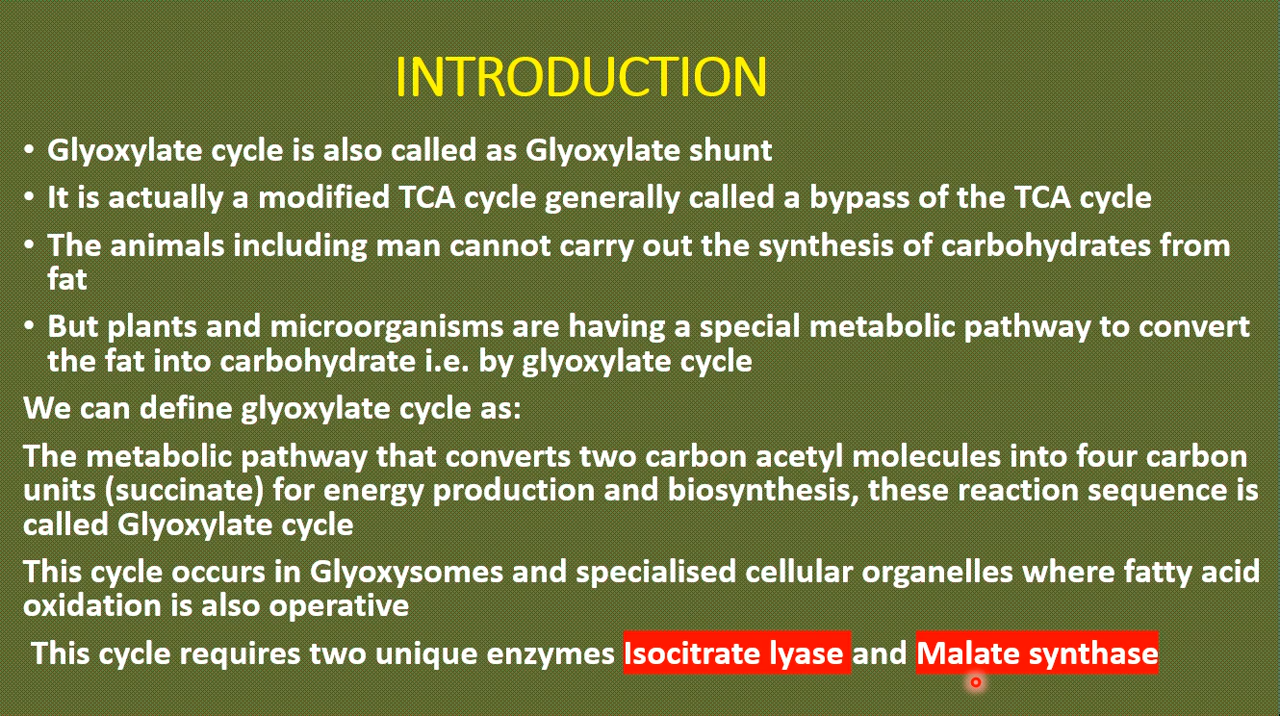 INTRODUCTION
• Glyoxylate cycle is also called as Glyoxylate shunt
• It is actually a modified TCA cycle generally called a bypass of the TCA cycle
• The animals including man cannot carry out the synthesis of carbohydrates from
fat
• But plants and microorganisms are having a special metabolic pathway to convert
the fat into carbohydrate i.e. by glyoxylate cycle
We can define glyoxylate cycle as:
The metabolic pathway that converts two carbon acetyl molecules into four carbon
units (succinate) for energy production and biosynthesis, these reaction sequence is
called Glyoxylate cycle
This cycle occurs in Glyoxysomes and specialised cellular organelles where fatty acid
oxidation is also operative
This cycle requires two unique enzymes Isocitrate lyase and Malate synthase